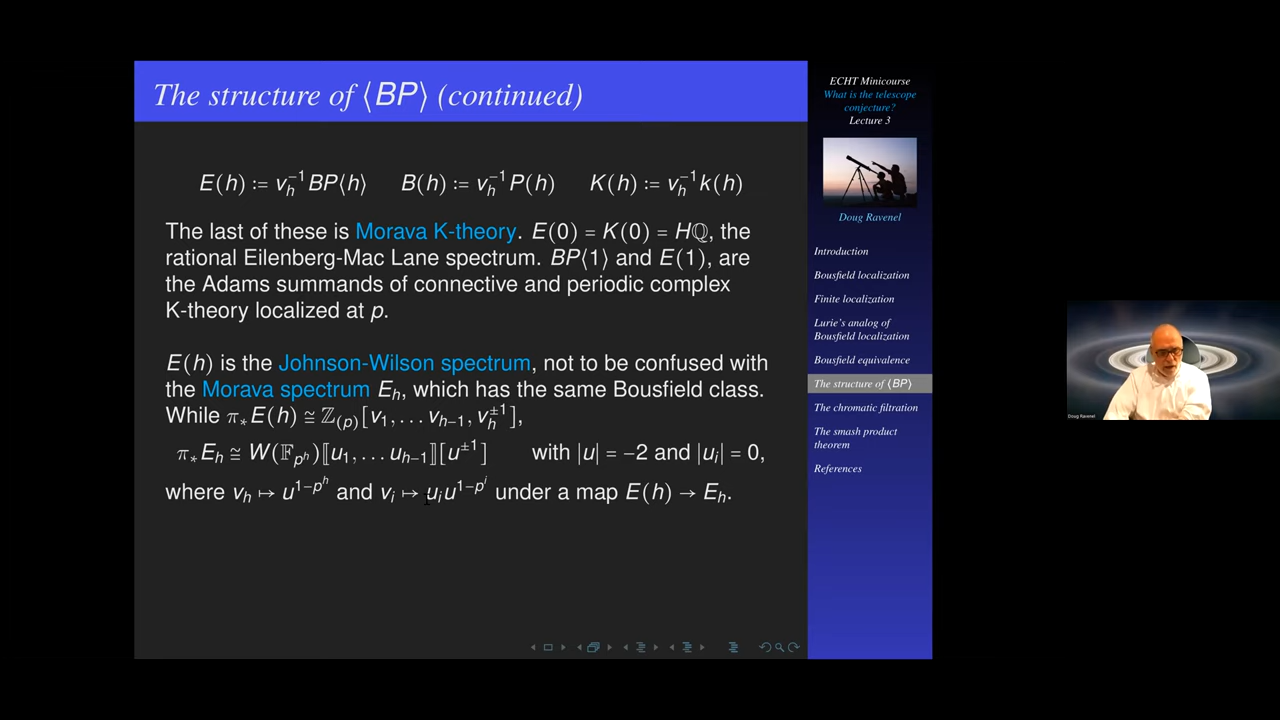 The structure of ⟨BP⟩ (continued)
E(h) := v_h^{-1}BP⟨h⟩ B(h) := v_h^{-1}P(h) K(h) := v_h^{-1}k(h)
The last of these is Morava K-theory. E(0) = K(0) = Hℚ, the
rational Eilenberg-Mac Lane spectrum. BP⟨1⟩ and E(1), are
the Adams summands of connective and periodic complex
K-theory localized at p.
E(h) is the Johnson-Wilson spectrum, not to be confused with
the Morava spectrum E_h, which has the same Bousfield class.
While π_*E(h) ≅ ℤ_{(p)}[v_1, … v_{h−1}, v_h^{±1}],
π_*E_h ≅ W(𝔽_{p^h})⟦u_1, … u_{h−1}⟧[u^{±1}] with |u| = −2 and |u_i| = 0,
where v_h ↦ u^{1−p^h} and v_i ↦ u_i u^{1−p^i} under a map E(h) → E_h.
ECHT Minicourse
What is the telescope
conjecture?
Lecture 3
Doug Ravenel
Introduction
Bousfield localization
Finite localization
Lurie's analog of
Bousfield localization
Bousfield equivalence
The structure of ⟨BP⟩
The chromatic filtration
The smash product
theorem
References
Doug Ravenel